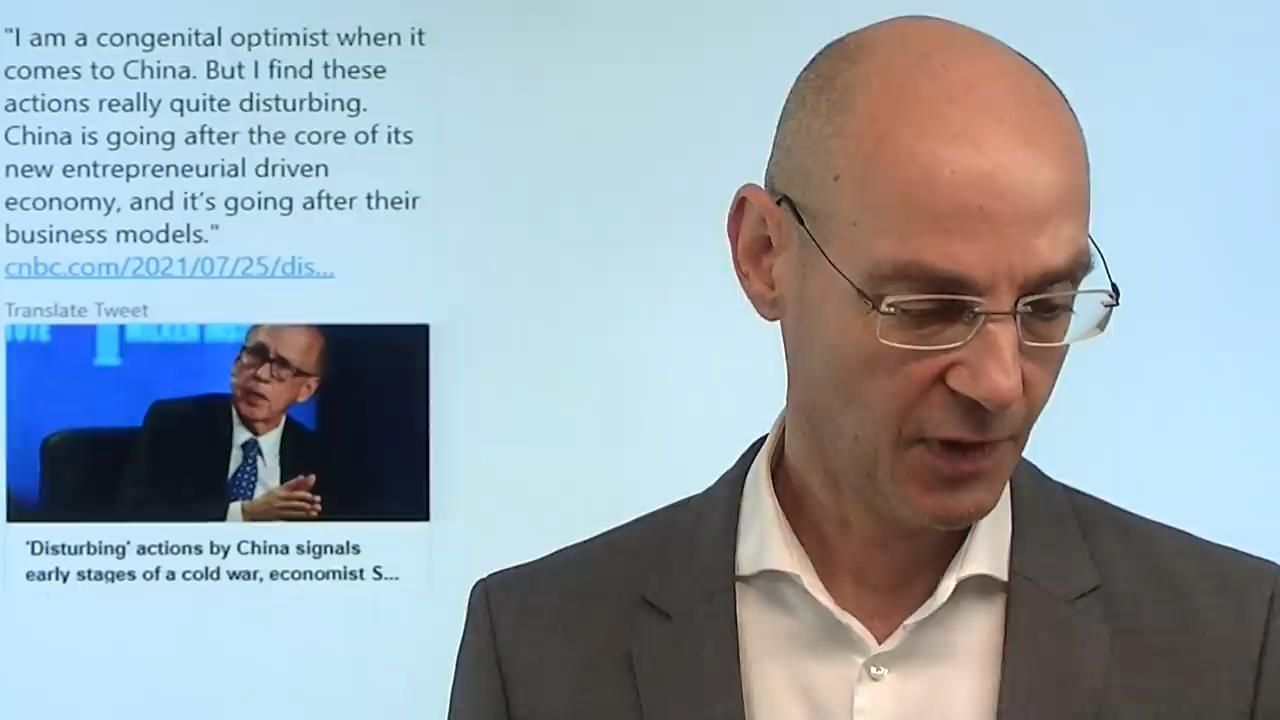 "I am a congenital optimist when it
comes to China. But I find these
actions really quite disturbing.
China is going after the core of its
new entrepreneurial driven
economy, and it's going after their
business models."
cnbc.com/2021/07/25/dis...
Translate Tweet
'Disturbing' actions by China signals
early stages of a cold war, economist S...